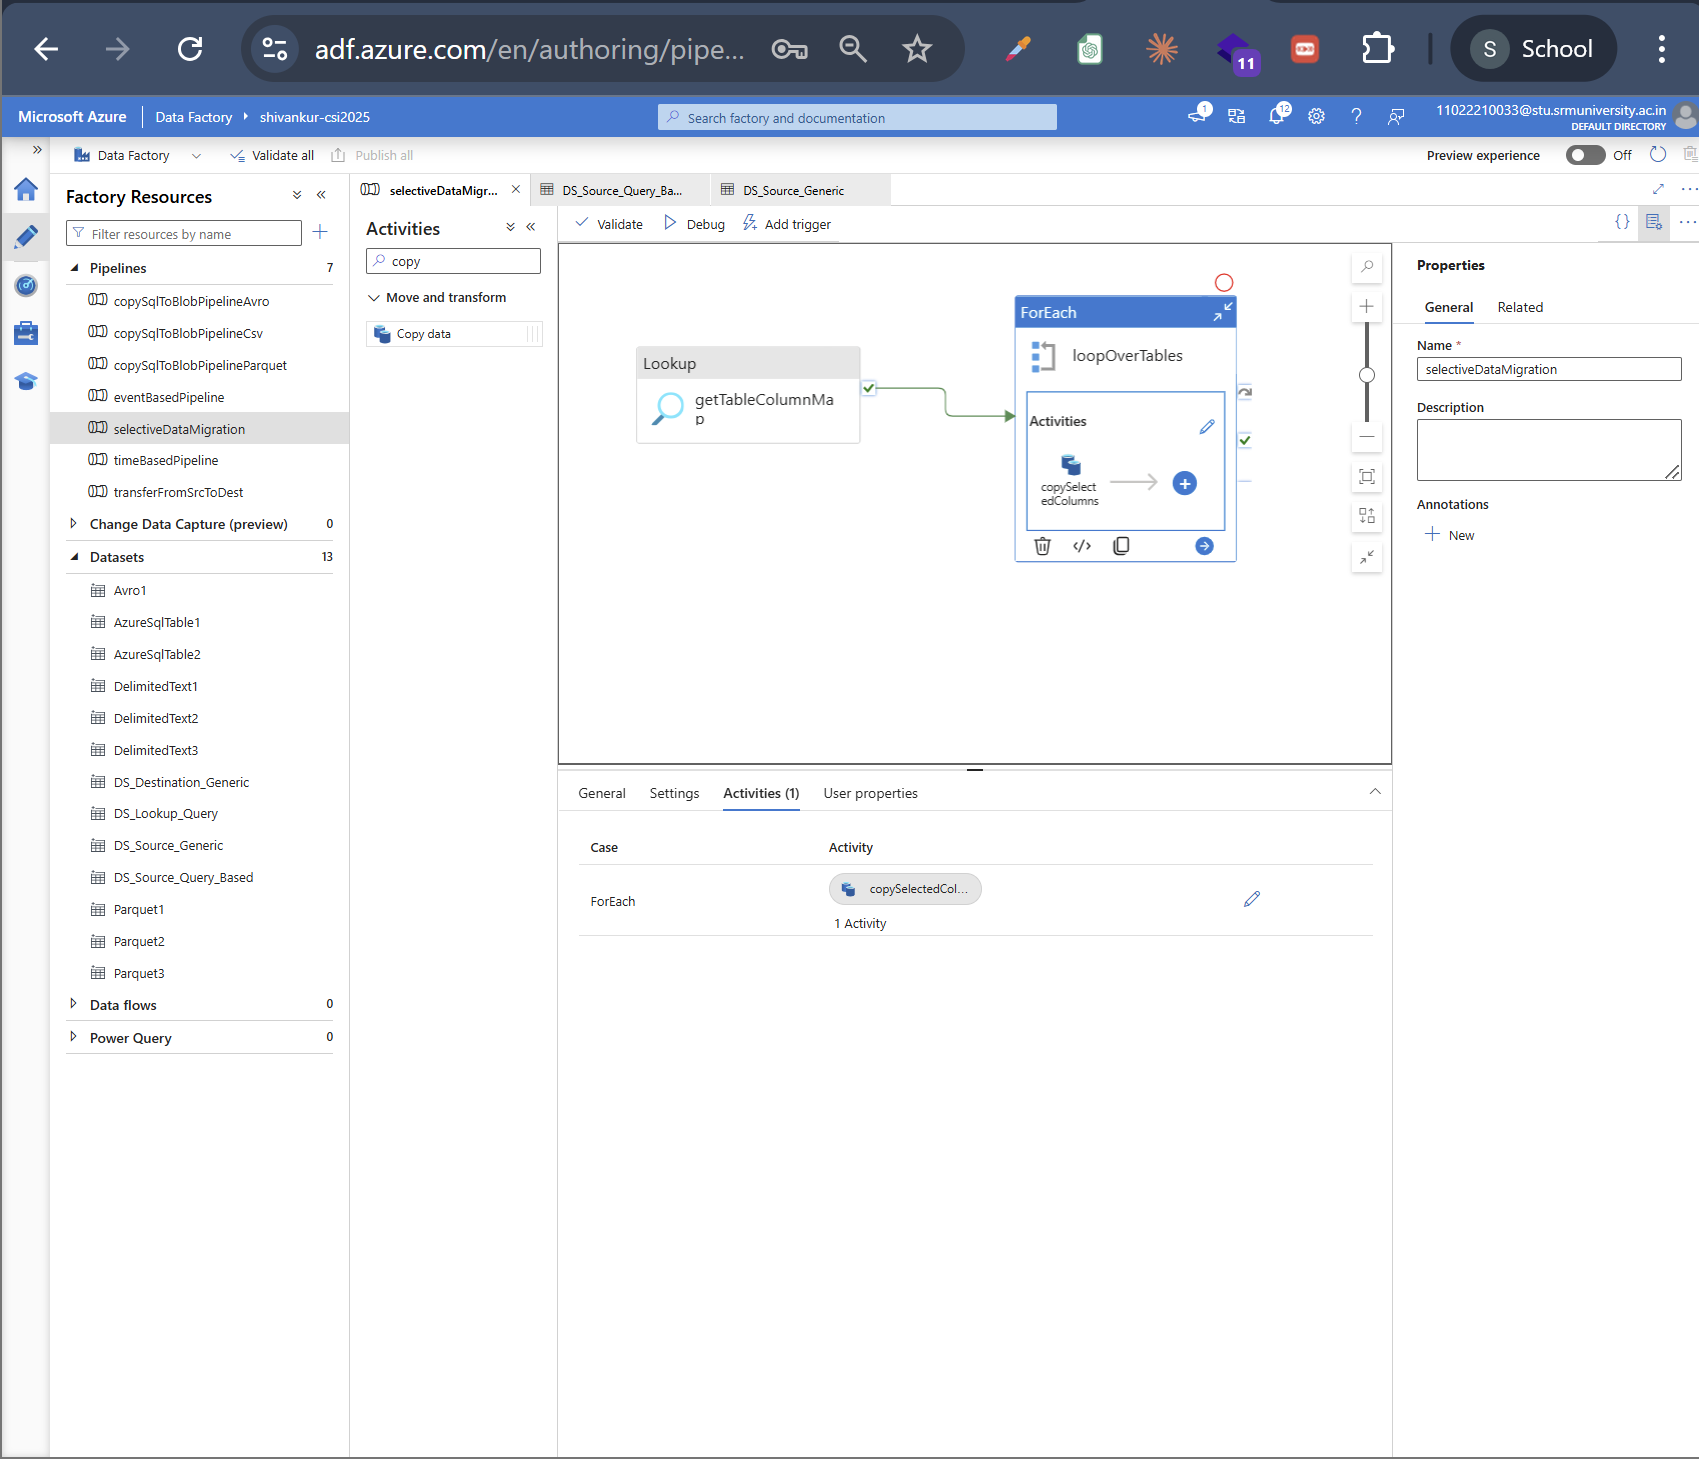 adf.azure.com/en/authoring/pipe...
11
S School
Microsoft Azure
Data Factory
shivankur-csi2025
Search factory and documentation
1
12
11022210033@stu.srmuniversity.ac.in
DEFAULT DIRECTORY
Data Factory
Validate all
Publish all
Preview experience
Off
Factory Resources
Filter resources by name
Pipelines 7
copySqlToBlobPipelineAvro
copySqlToBlobPipelineCsv
copySqlToBlobPipelineParquet
eventBasedPipeline
selectiveDataMigration
timeBasedPipeline
transferFromSrcToDest
Change Data Capture (preview) 0
Datasets 13
Avro1
AzureSqlTable1
AzureSqlTable2
DelimitedText1
DelimitedText2
DelimitedText3
DS_Destination_Generic
DS_Lookup_Query
DS_Source_Generic
DS_Source_Query_Based
Parquet1
Parquet2
Parquet3
Data flows 0
Power Query 0
selectiveDataMigr...
DS_Source_Query_Ba...
DS_Source_Generic
Activities
copy
Move and transform
Copy data
Validate
Debug
Add trigger
Lookup
getTableColumnMa
p
ForEach
loopOverTables
Activities
copySelect
edColumns
General
Settings
Activities (1)
User properties
Case
Activity
ForEach
copySelectedCol...
1 Activity
Properties
General
Related
Name *
selectiveDataMigration
Description
Annotations
New